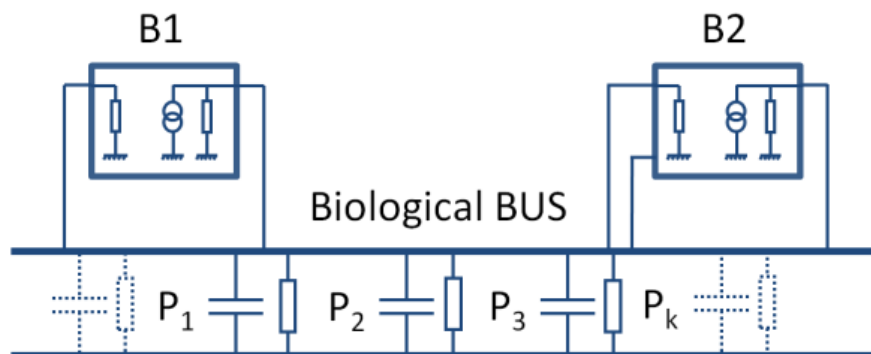 B1 B2
Biological BUS
P₁ P₂ P₃ Pₖ